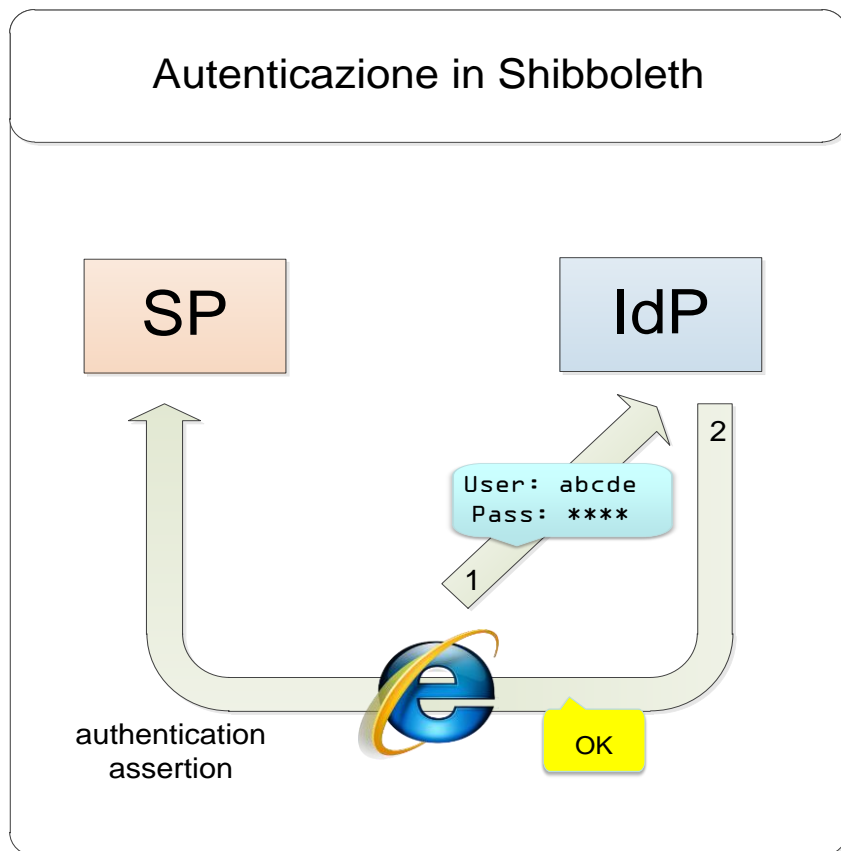 Autenticazione in Shibboleth
SP
IdP
2
User: abcde
Pass: ****
1
authentication
assertion
OK